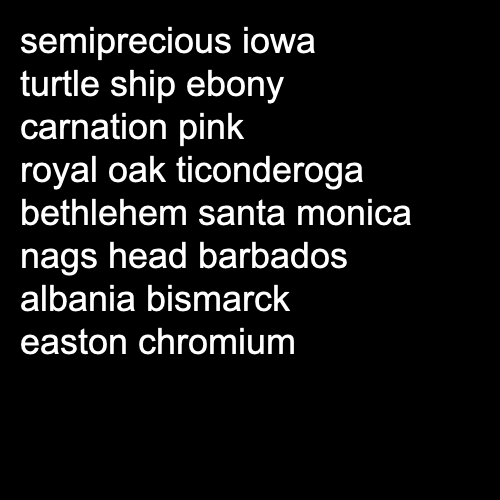 semiprecious iowa
turtle ship ebony
carnation pink
royal oak ticonderoga
bethlehem santa monica
nags head barbados
albania bismarck
easton chromium